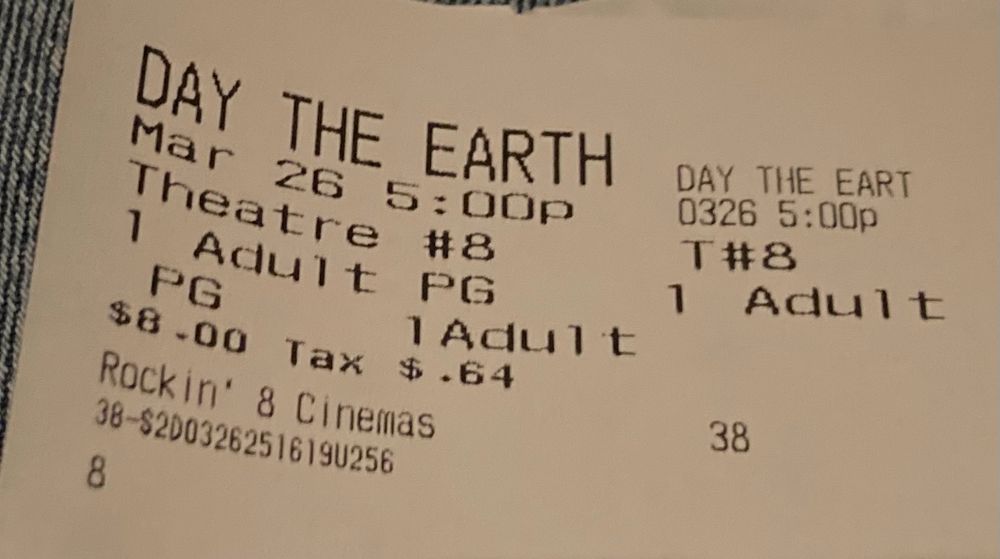 DAY THE EARTH
Mar 26 5:00p
Theatre #8
1 Adult PG
PG 1Adult
$8.00 Tax $.64
Rockin' 8 Cinemas
38-S2D0326251619U256
8
DAY THE EART
0326 5:00p
T#8
1 Adult
38